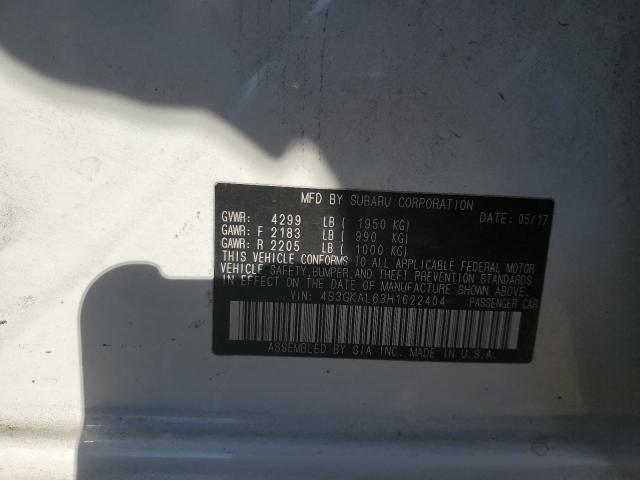 MFD BY SUBARU CORPORATION
GVWR: 4299 LB ( 1950 KG) DATE: 05/17
GAWR: F 2183 LB ( 990 KG)
GAWR: R 2205 LB ( 1000 KG)
THIS VEHICLE CONFORMS TO ALL APPLICABLE FEDERAL MOTOR
VEHICLE SAFETY, BUMPER, AND THEFT PREVENTION STANDARDS
IN EFFECT ON THE DATE OF MANUFACTURE SHOWN ABOVE.
VIN: 4S3GKAL63H1622404 PASSENGER CAR
ASSEMBLED BY SIA INC. MADE IN U.S.A.